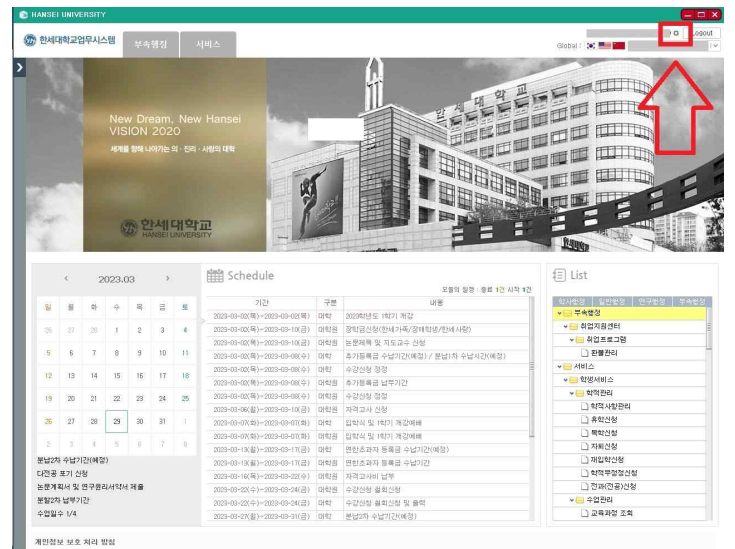 HANSEI UNIVERSITY
한세대학교업무시스템
부속행정
서비스
Logout
Global :
New Dream, New Hansei
VISION 2020
세계를 향해 나아가는 의 · 진리 · 사랑의 대학
한세대학교
HANSEI UNIVERSITY
한세대학교
2023.03
일 월 화 수 목 금 토
26 27 28 1 2 3 4
5 6 7 8 9 10 11
12 13 14 15 16 17 18
19 20 21 22 23 24 25
26 27 28 29 30 31 1
2 3 4 5 6 7 8
분납2차 수납기간(예정)
다전공 포기 신청
논문계획서 및 연구윤리서약서 제출
분할2차 납부기간
수업일수 1/4
Schedule
오늘의 일정 : 종료 1건 시작 1건
기간 구분 내용
2023-03-02(목)~2023-03-02(목) 대학 2023학년도 1학기 개강
2023-03-02(목)~2023-03-10(금) 대학원 장학금신청(한세가족/장애학생/한세사랑)
2023-03-02(목)~2023-03-10(금) 대학원 논문제목 및 지도교수 신청
2023-03-02(목)~2023-03-08(수) 대학 추가등록금 수납기간(예정) / 분납1차 수납시간(예정)
2023-03-02(목)~2023-03-08(수) 대학 수강신청 정정
2023-03-02(목)~2023-03-08(수) 대학원 추가등록금 납부기간
2023-03-02(목)~2023-03-08(수) 대학원 수강신청 정정
2023-03-06(월)~2023-03-10(금) 대학원 자격고사 신청
2023-03-07(화)~2023-03-07(화) 대학 입학식 및 1학기 개강예배
2023-03-07(화)~2023-03-07(화) 대학원 입학식 및 1학기 개강예배
2023-03-13(월)~2023-03-17(금) 대학 연한초과자 등록금 수납기간(예정)
2023-03-13(월)~2023-03-17(금) 대학원 연한초과자 등록금 수납기간
2023-03-16(목)~2023-03-22(수) 대학원 자격고사비 납부
2023-03-22(수)~2023-03-24(금) 대학원 수강신청 철회신청
2023-03-22(수)~2023-03-24(금) 대학 수강신청 철회신청 및 출력
2023-03-27(월)~2023-03-31(금) 대학 분납2차 수납기간(예정)
List
학사행정 일반행정 연구행정 부속행정
부속행정
취업지원센터
취업프로그램
환불관리
서비스
학생서비스
학적관리
학적사항관리
휴학신청
복학신청
자퇴신청
재입학신청
학적부정정신청
전과(전공)신청
수업관리
교육과정 조회
개인정보 보호 처리 방침